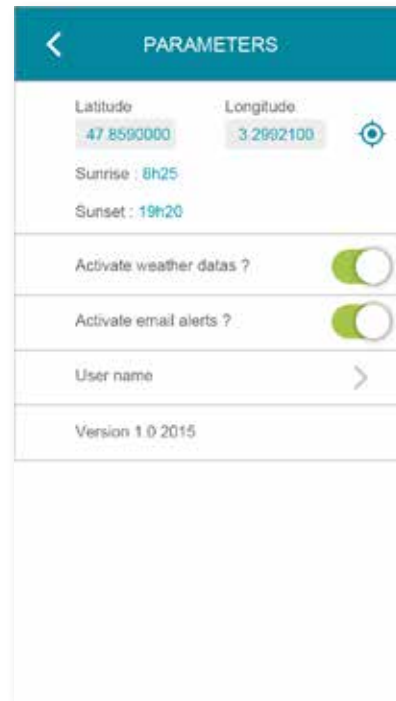 PARAMETERS
Latitude Longitude
47.8590000 3.2992100
Sunrise : 8h25
Sunset : 19h20
Activate weather datas ?
Activate email alerts ?
User name
Version 1.0 2015